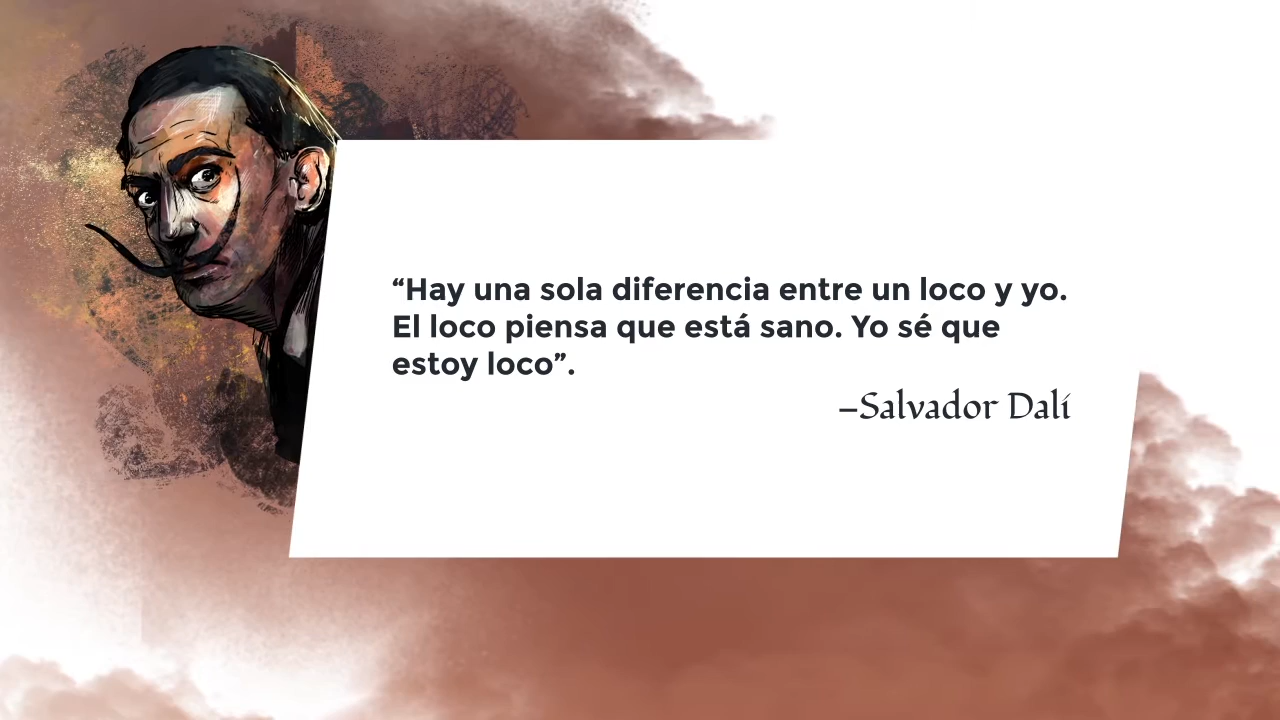 “Hay una sola diferencia entre un loco y yo.
El loco piensa que está sano. Yo sé que
estoy loco”.
–Salvador Dalí